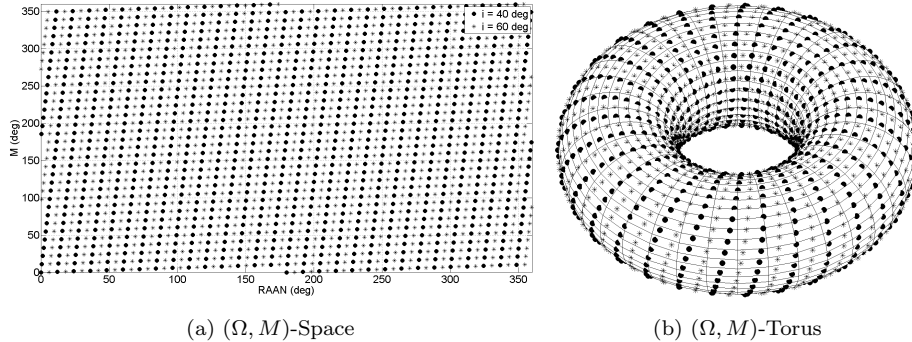 350
i = 40 deg
i = 60 deg
300
250
200
150
100
50
0
M (deg)
0 50 100 150 200 250 300 350
RAAN (deg)
(a) (Ω, M)-Space
(b) (Ω, M)-Torus